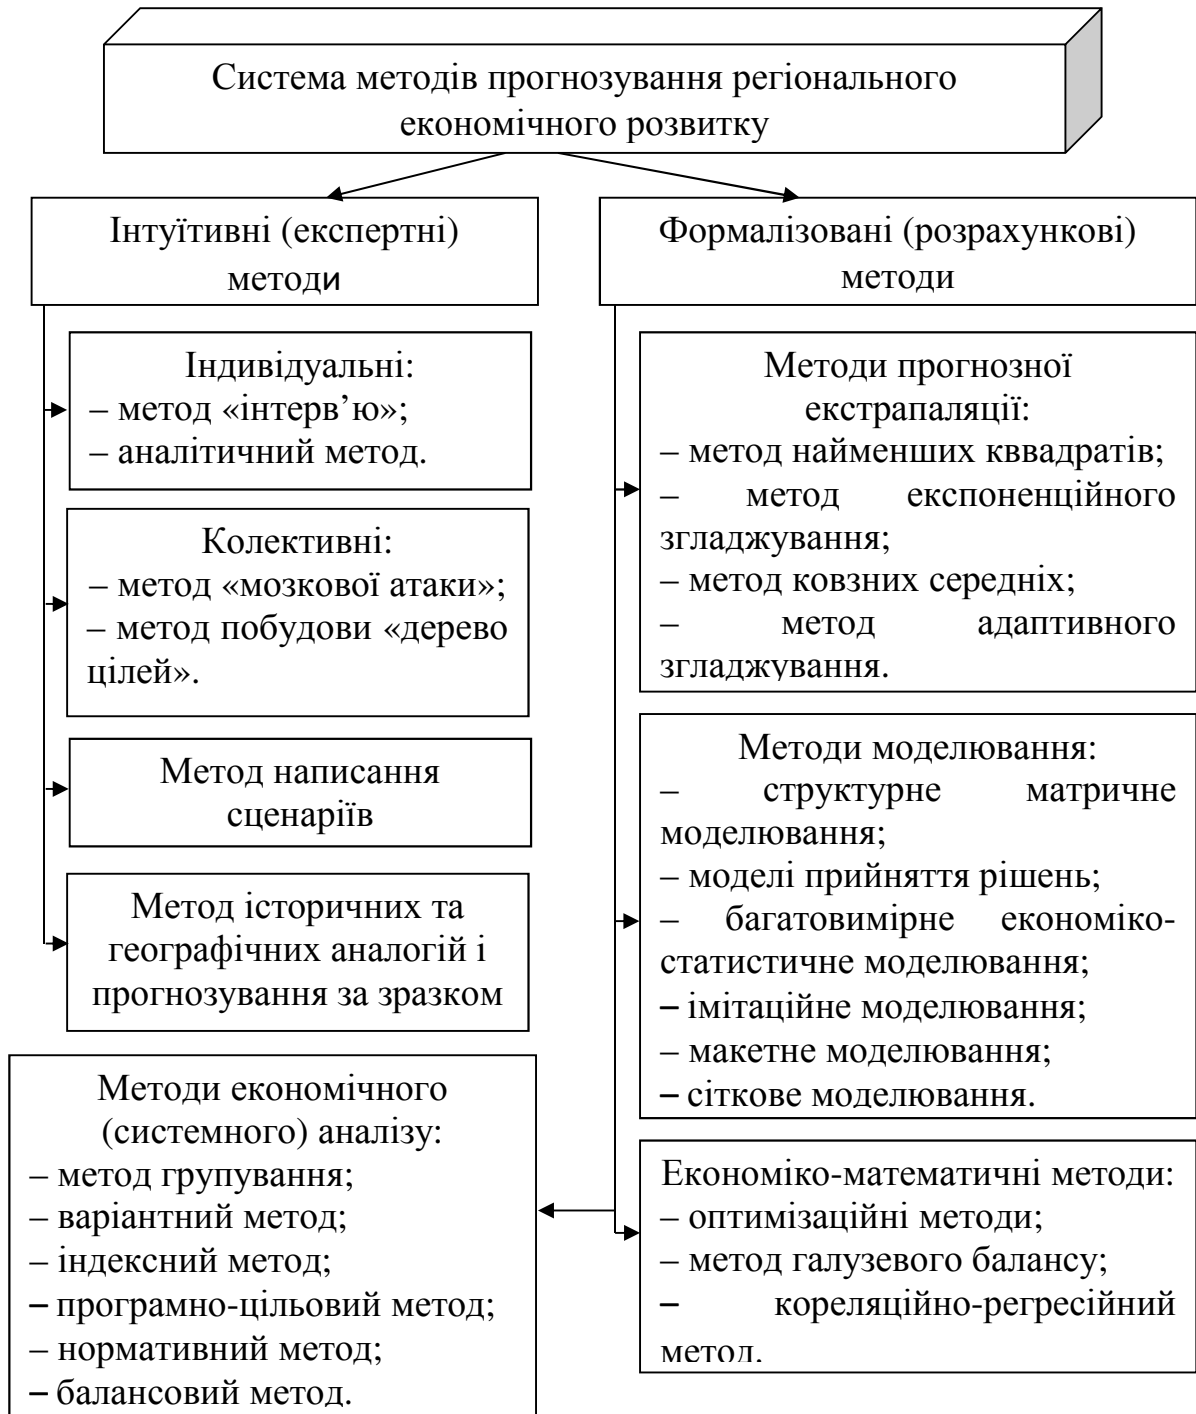 Система методів прогнозування регіонального
економічного розвитку
Інтуїтивні (експертні)
методи
Індивідуальні:
– метод «інтерв’ю»;
– аналітичний метод.
Колективні:
– метод «мозкової атаки»;
– метод побудови «дерево
цілей».
Метод написання
сценаріїв
Метод історичних та
географічних аналогій і
прогнозування за зразком
Формалізовані (розрахункові)
методи
Методи прогнозної
екстрапаляції:
– метод найменших кввадратів;
– метод експоненційного
згладжування;
– метод ковзних середніх;
– метод адаптивного
згладжування.
Методи моделювання:
– структурне матричне
моделювання;
– моделі прийняття рішень;
– багатовимірне економіко-
статистичне моделювання;
– імітаційне моделювання;
– макетне моделювання;
– сіткове моделювання.
Економіко-математичні методи:
– оптимізаційні методи;
– метод галузевого балансу;
– кореляційно-регресійний
метод.
Методи економічного
(системного) аналізу:
– метод групування;
– варіантний метод;
– індексний метод;
– програмно-цільовий метод;
– нормативний метод;
– балансовий метод.